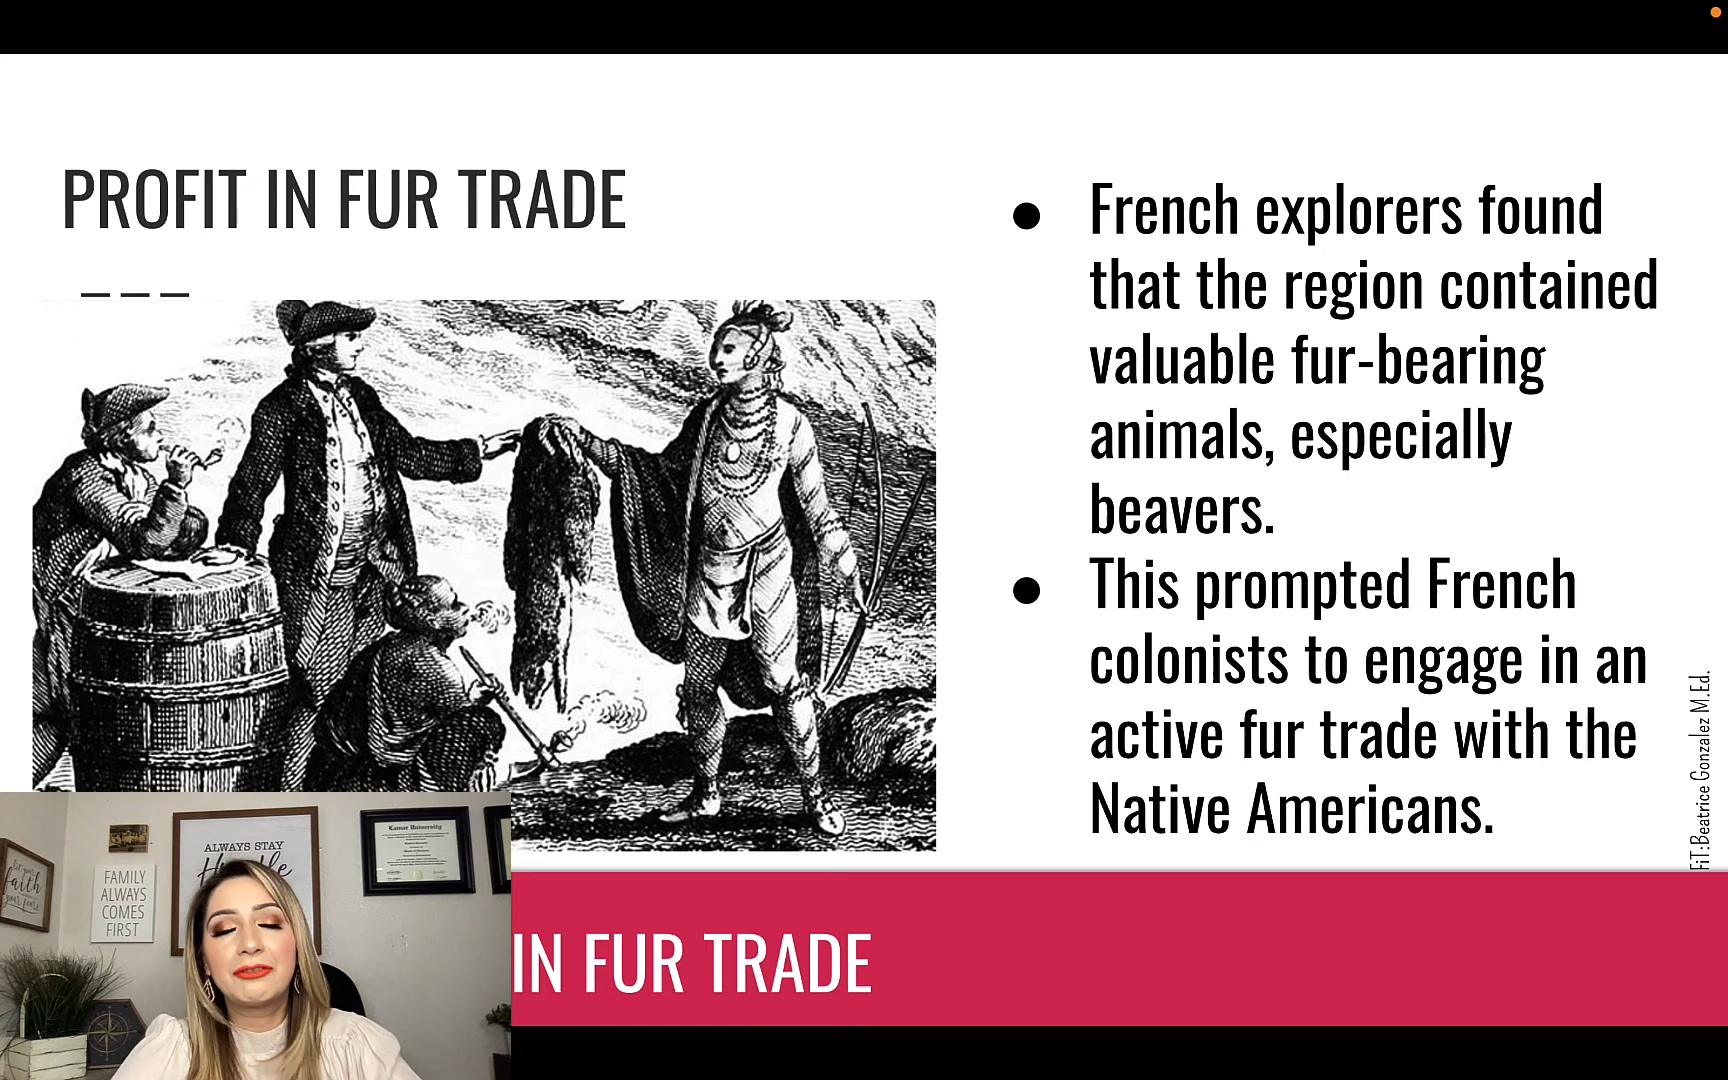 PROFIT IN FUR TRADE
● French explorers found
that the region contained
valuable fur-bearing
animals, especially
beavers.
● This prompted French
colonists to engage in an
active fur trade with the
Native Americans.
FiT:Beatrice Gonzalez M.Ed.
IN FUR TRADE
ALWAYS STAY
Humble
Lamar University
faith
FAMILY
ALWAYS
COMES
FIRST